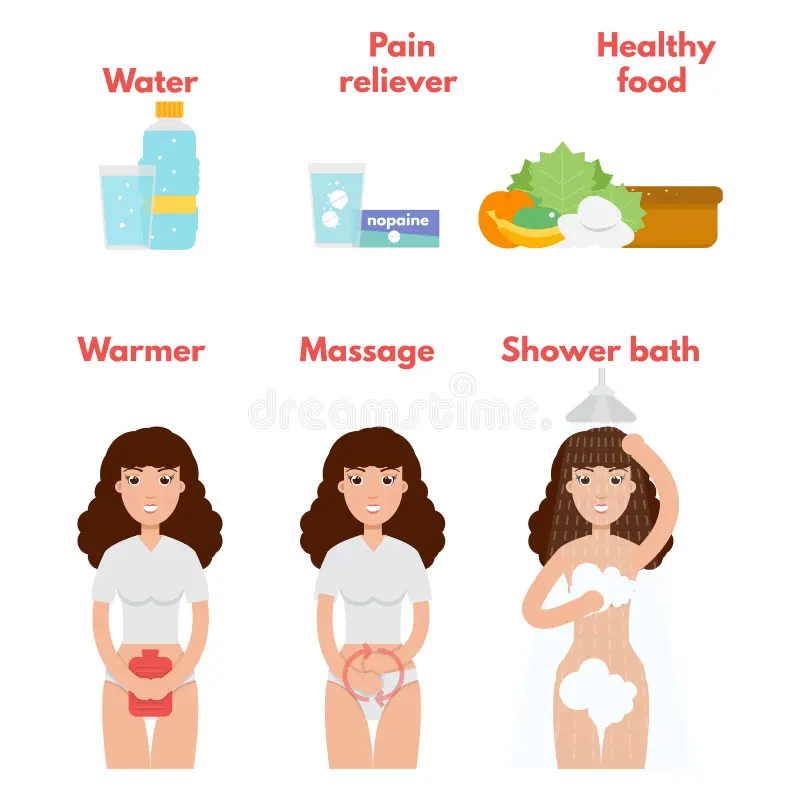 Water
Pain
reliever
Healthy
food
nopaine
Warmer
Massage
Shower bath
dreamstime